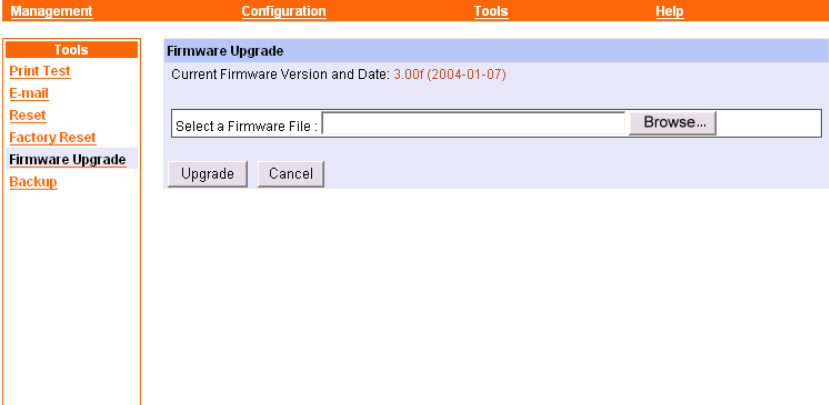 Management Configuration Tools Help
Tools
Print Test
E-mail
Reset
Factory Reset
Firmware Upgrade
Backup
Firmware Upgrade
Current Firmware Version and Date: 3.00f (2004-01-07)
Select a Firmware File : Browse...
Upgrade Cancel